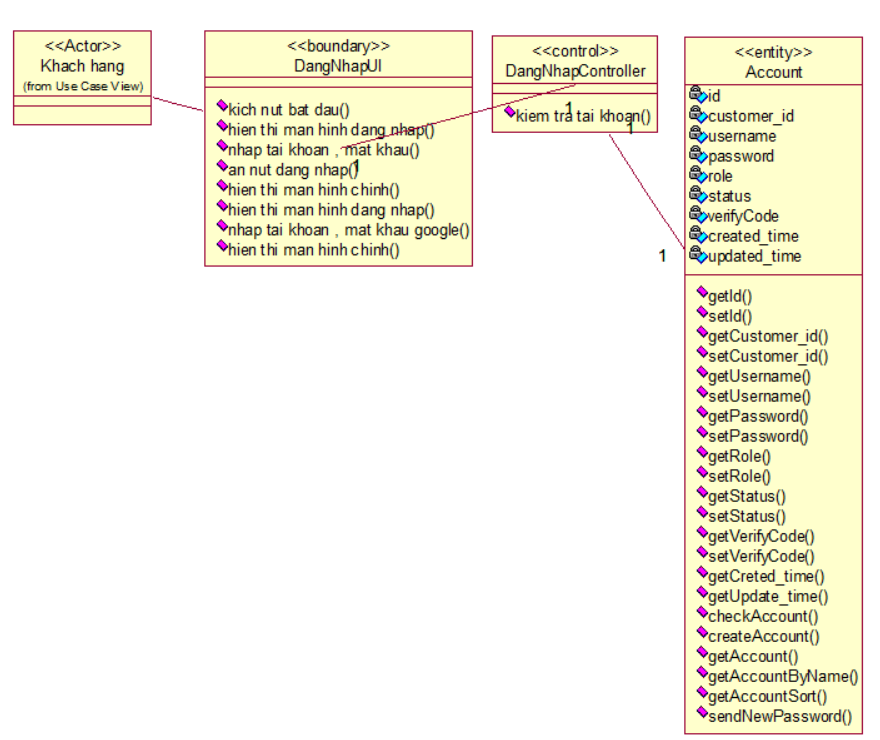 <<Actor>>
Khach hang
(from Use Case View)
<<boundary>>
DangNhapUI
kich nut bat dau()
hien thi man hinh dang nhap()
nhap tai khoan , mat khau()
an nut dang nhap()
hien thi man hinh chinh()
hien thi man hinh dang nhap()
nhap tai khoan , mat khau google()
hien thi man hinh chinh()
1
<<control>>
DangNhapController
1
kiem tra tai khoan()
1
1
<<entity>>
Account
id
customer_id
username
password
role
status
verifyCode
created_time
updated_time
getId()
setId()
getCustomer_id()
setCustomer_id()
getUsername()
setUsername()
getPassword()
setPassword()
getRole()
setRole()
getStatus()
setStatus()
getVerifyCode()
setVerifyCode()
getCreted_time()
getUpdate_time()
checkAccount()
createAccount()
getAccount()
getAccountByName()
getAccountSort()
sendNewPassword()